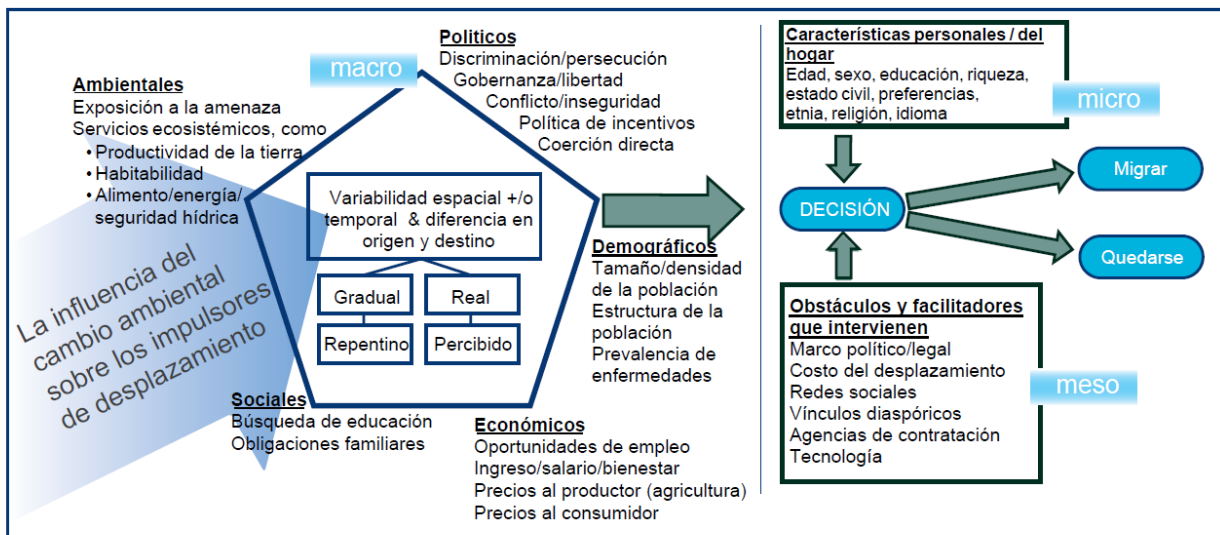 macro
Politicos
Discriminación/persecución
Gobernanza/libertad
Conflicto/inseguridad
Política de incentivos
Coerción directa
Ambientales
Exposición a la amenaza
Servicios ecosistémicos, como
• Productividad de la tierra
• Habitabilidad
• Alimento/energía/
seguridad hídrica
La influencia del
cambio ambiental
sobre los impulsores
de desplazamiento
Variabilidad espacial +/o
temporal & diferencia en
origen y destino
Gradual
Real
Repentino
Percibido
Demográficos
Tamaño/densidad
de la población
Estructura de la
población
Prevalencia de
enfermedades
Sociales
Búsqueda de educación
Obligaciones familiares
Económicos
Oportunidades de empleo
Ingreso/salario/bienestar
Precios al productor (agricultura)
Precios al consumidor
Características personales / del
hogar
Edad, sexo, educación, riqueza,
estado civil, preferencias,
etnia, religión, idioma
micro
DECISIÓN
Migrar
Quedarse
Obstáculos y facilitadores
que intervienen
Marco político/legal
Costo del desplazamiento
Redes sociales
Vínculos diaspóricos
Agencias de contratación
Tecnología
meso